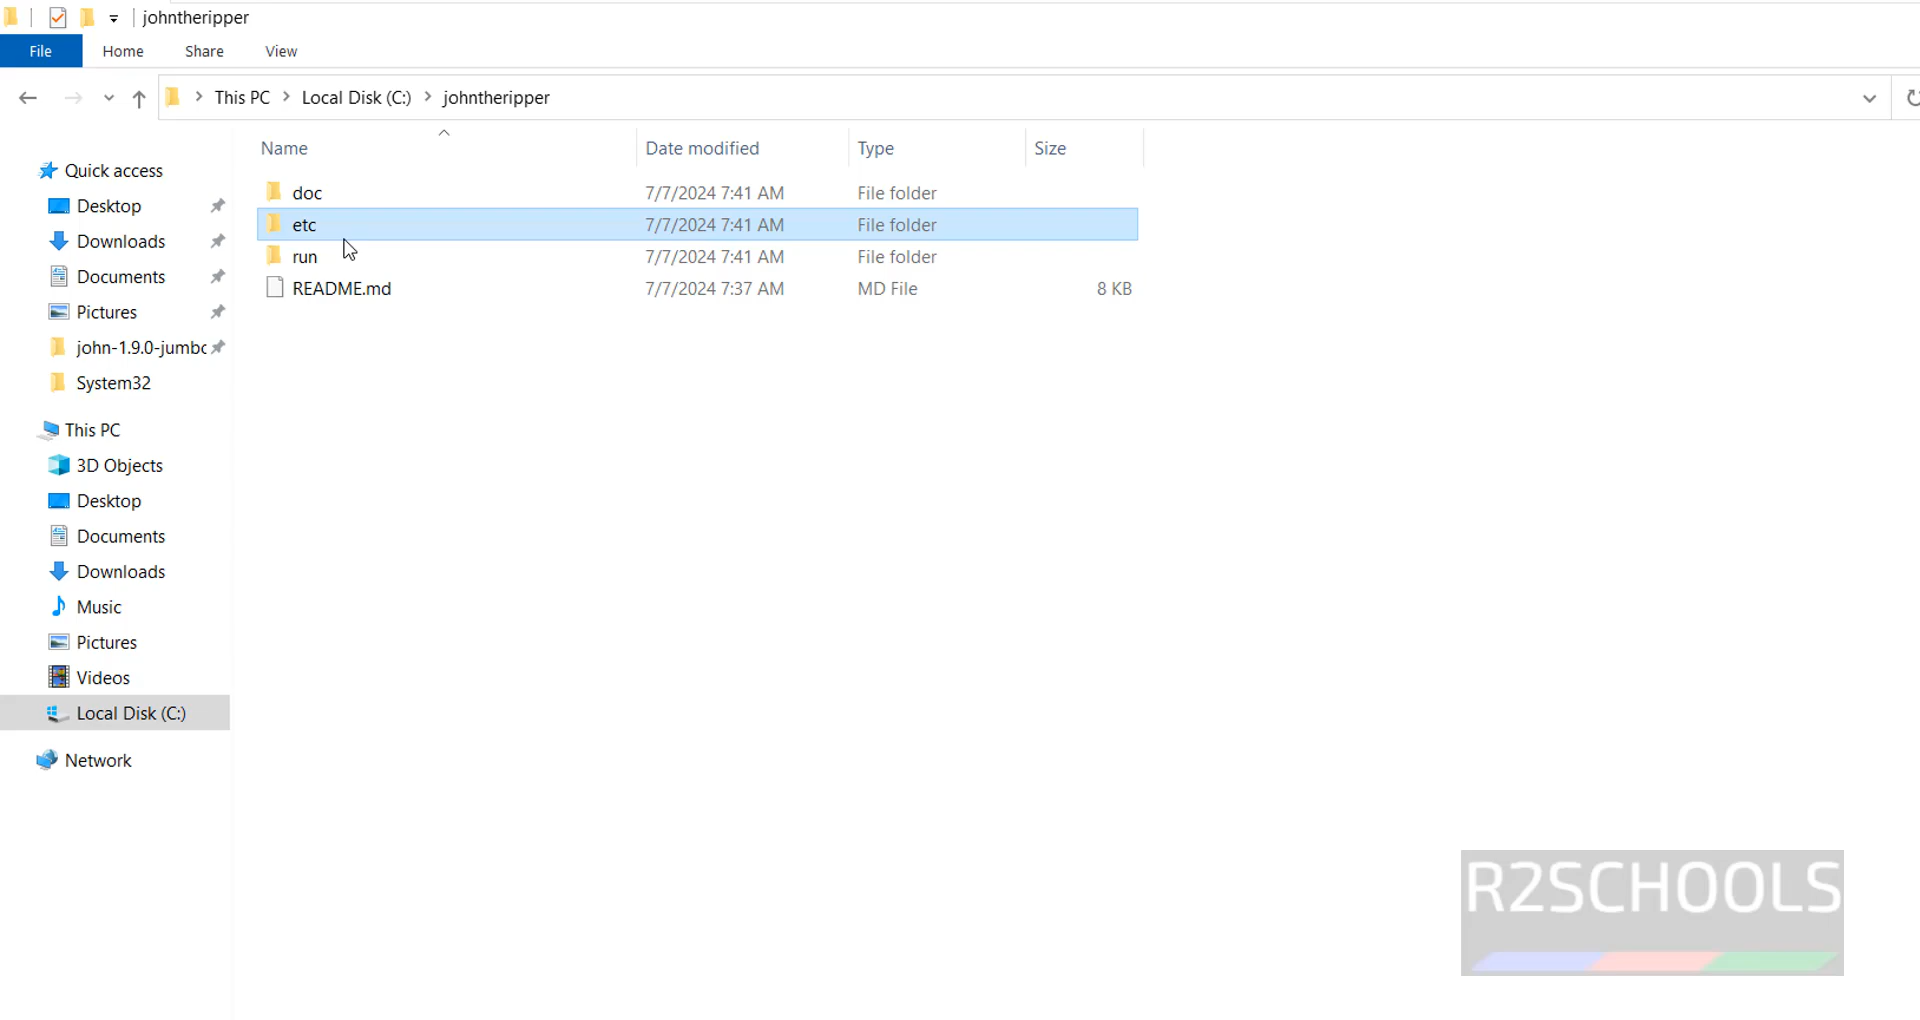 johntheripper
File Home Share View
This PC Local Disk (C:) johntheripper
Name Date modified Type Size
Quick access
Desktop
Downloads
Documents
Pictures
john-1.9.0-jumbo
System32
This PC
3D Objects
Desktop
Documents
Downloads
Music
Pictures
Videos
Local Disk (C:)
Network
doc 7/7/2024 7:41 AM File folder
etc 7/7/2024 7:41 AM File folder
run 7/7/2024 7:41 AM File folder
README.md 7/7/2024 7:37 AM MD File 8 KB
R2SCHOOLS